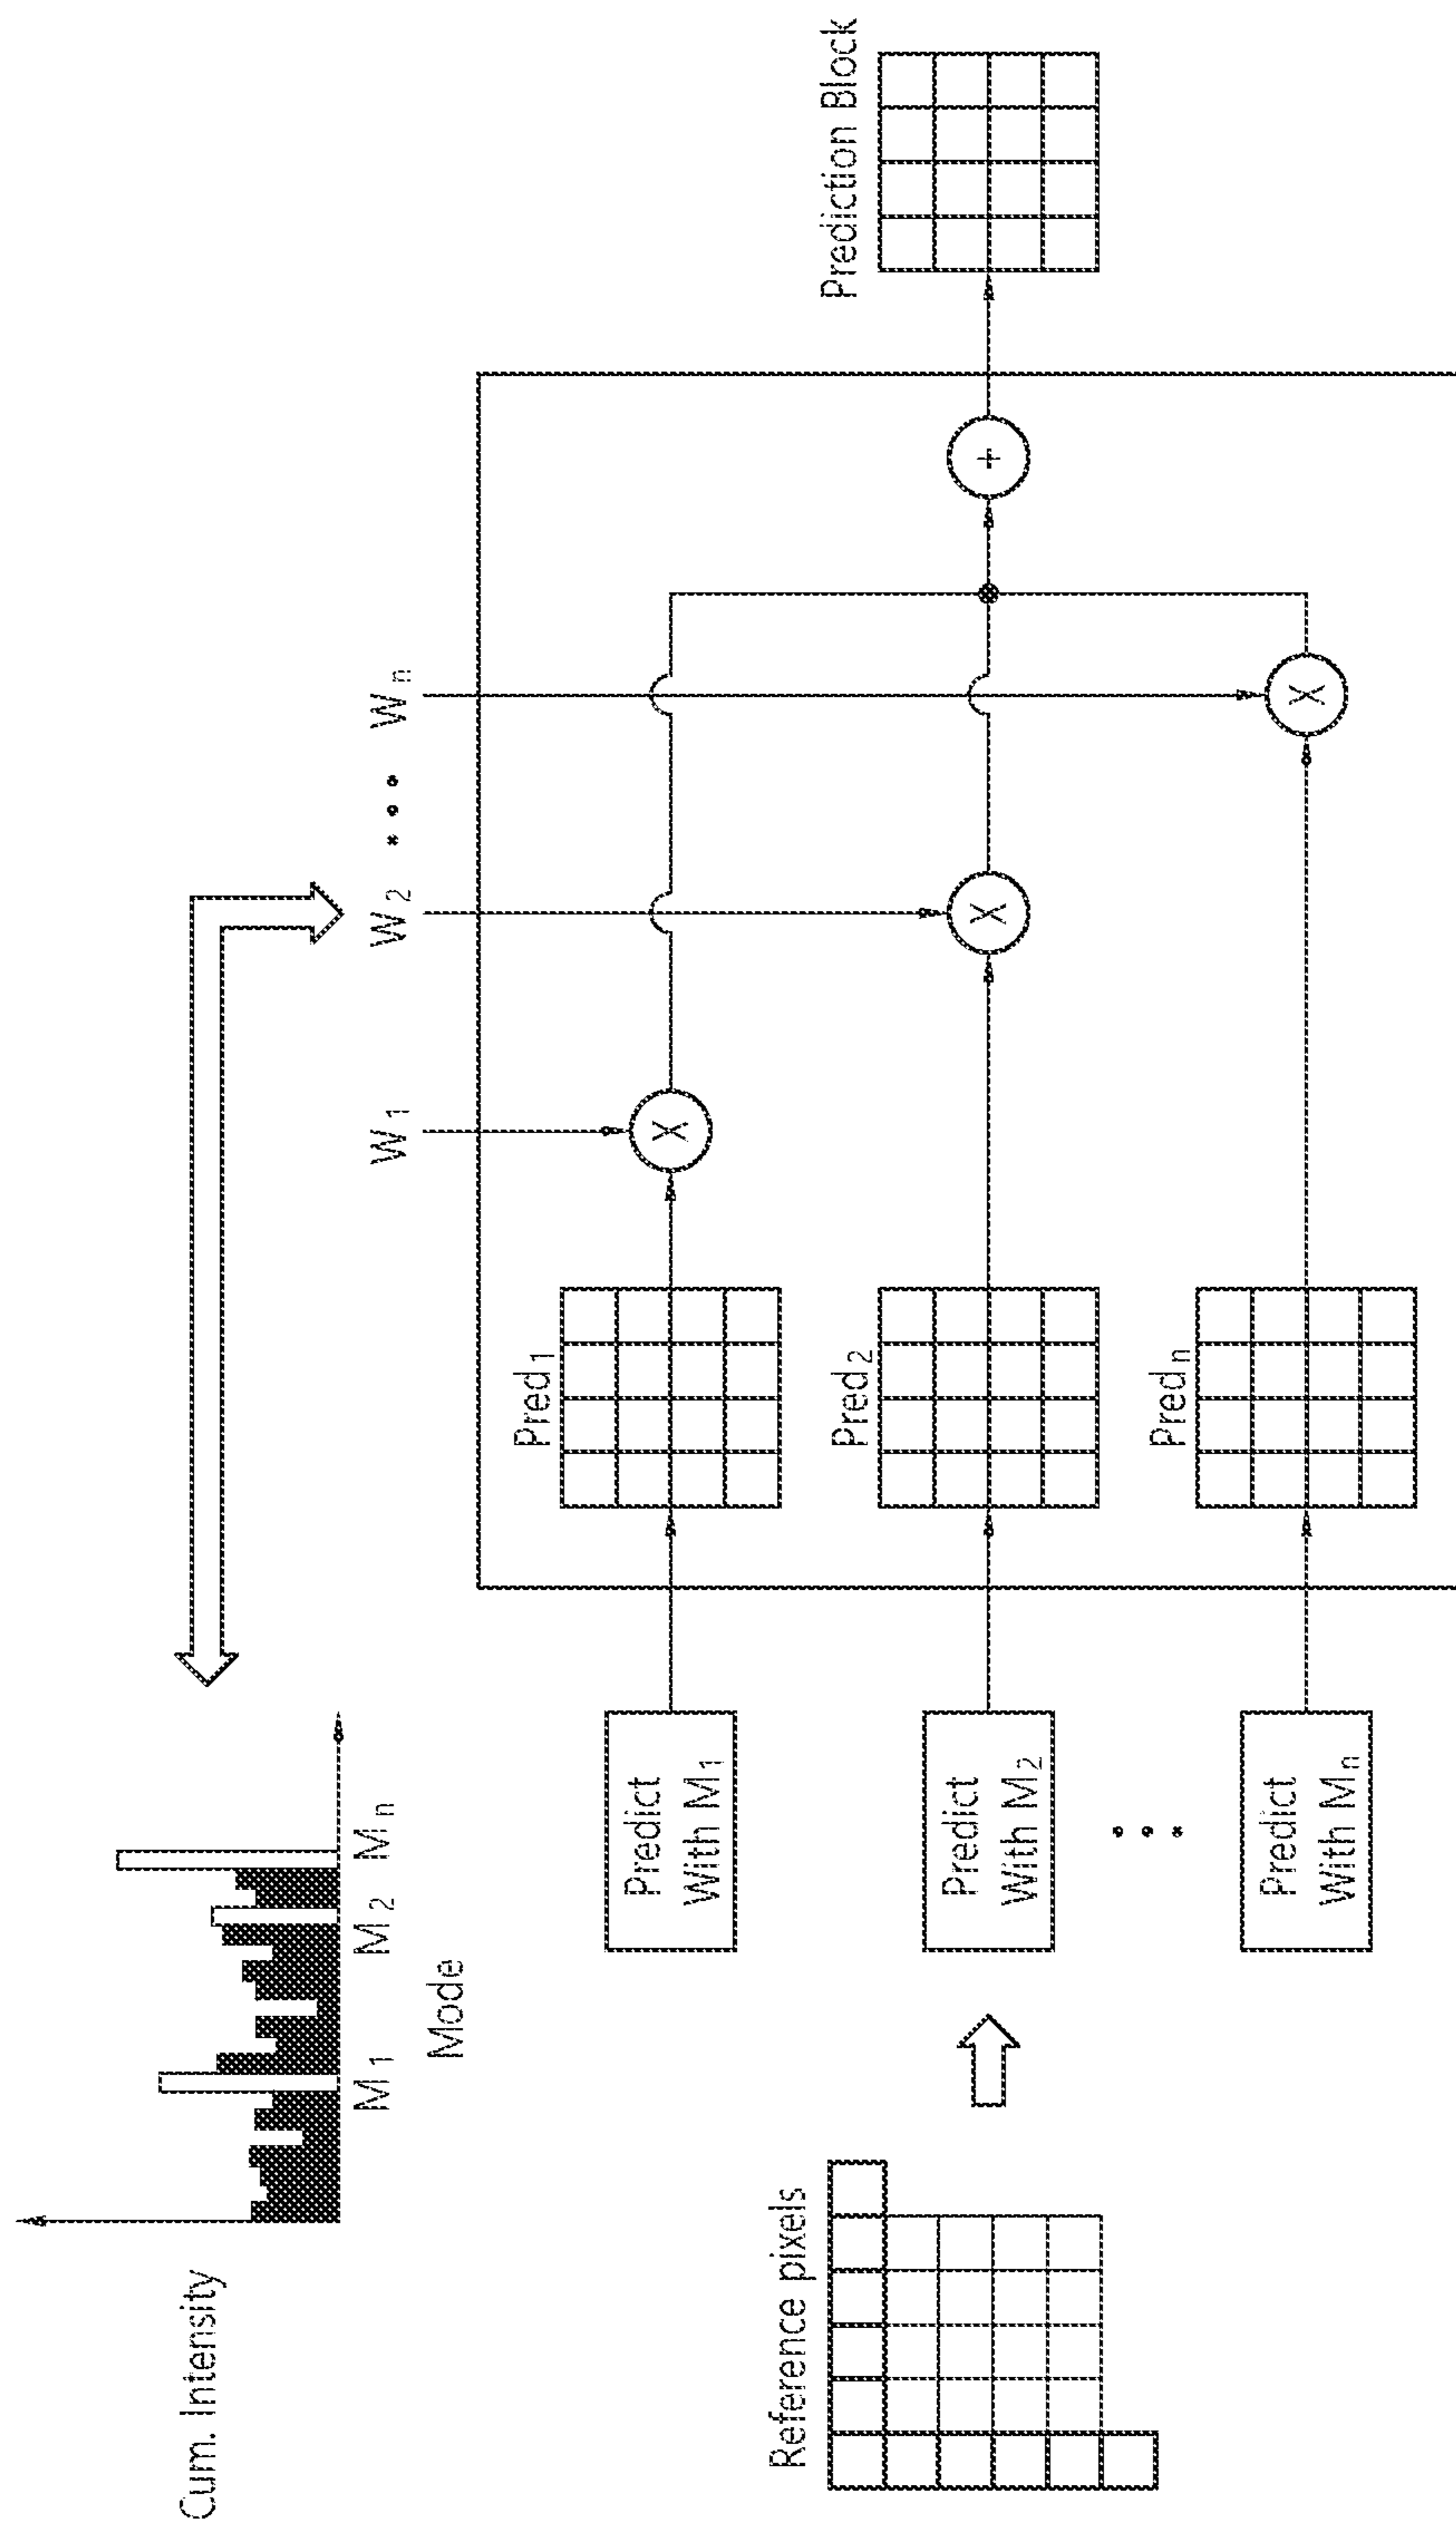 Cum. Intensity
M₁
M₂
Mₙ
Mode
W₁
W₂
Wₙ
Reference pixels
Predict
With M₁
Pred₁
X
Predict
With M₂
Pred₂
X
+
Prediction Block
Predict
With Mₙ
Predₙ
X